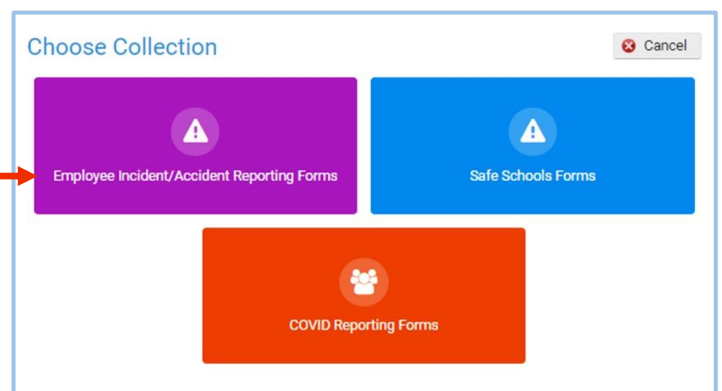 Choose Collection
Cancel
Employee Incident/Accident Reporting Forms
Safe Schools Forms
COVID Reporting Forms